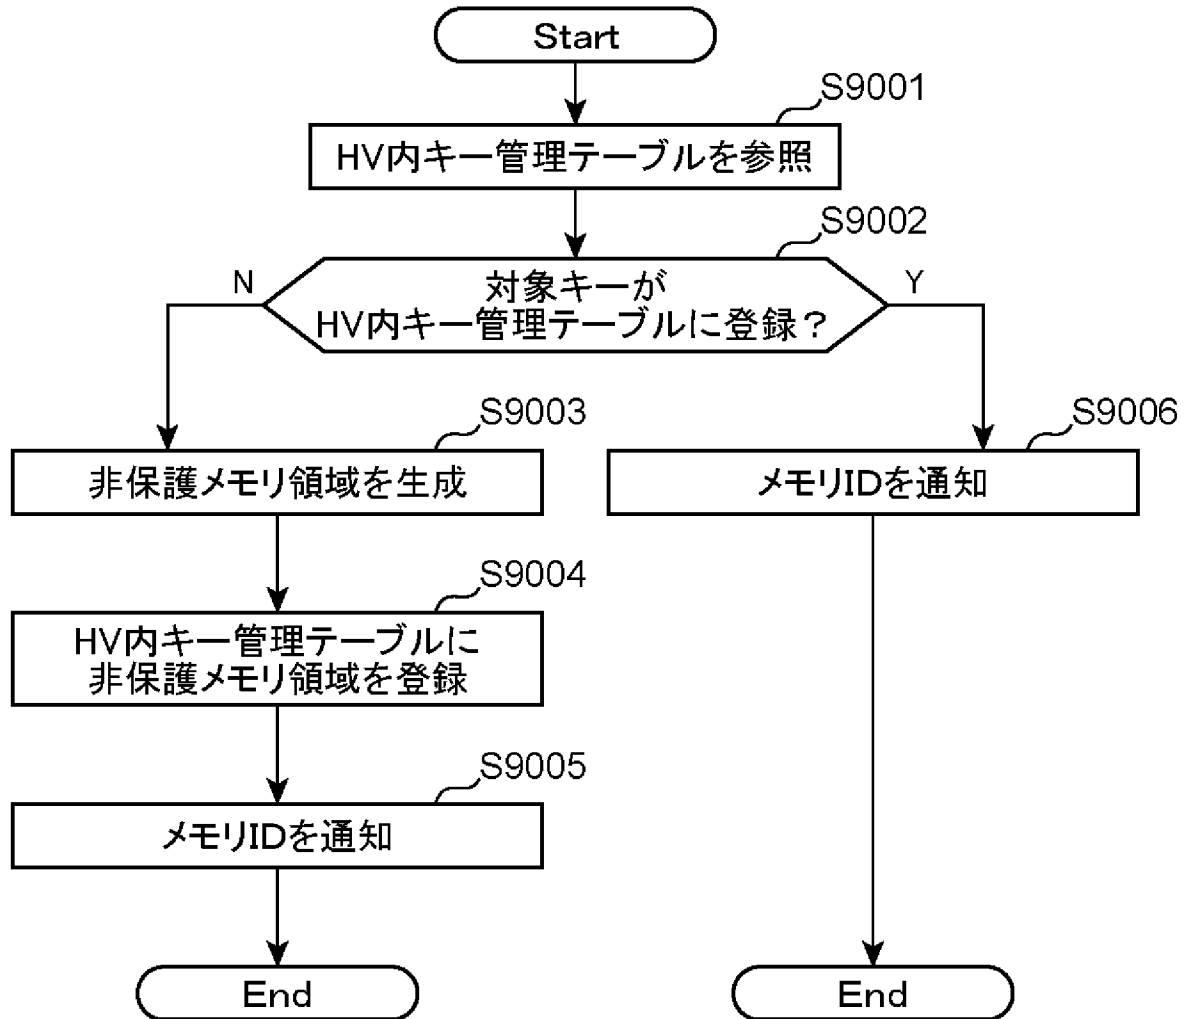 Start
S9001
HV内キー管理テーブルを参照
S9002
N
対象キーが
HV内キー管理テーブルに登録？
Y
S9003
非保護メモリ領域を生成
S9006
メモリIDを通知
S9004
HV内キー管理テーブルに
非保護メモリ領域を登録
S9005
メモリIDを通知
End
End